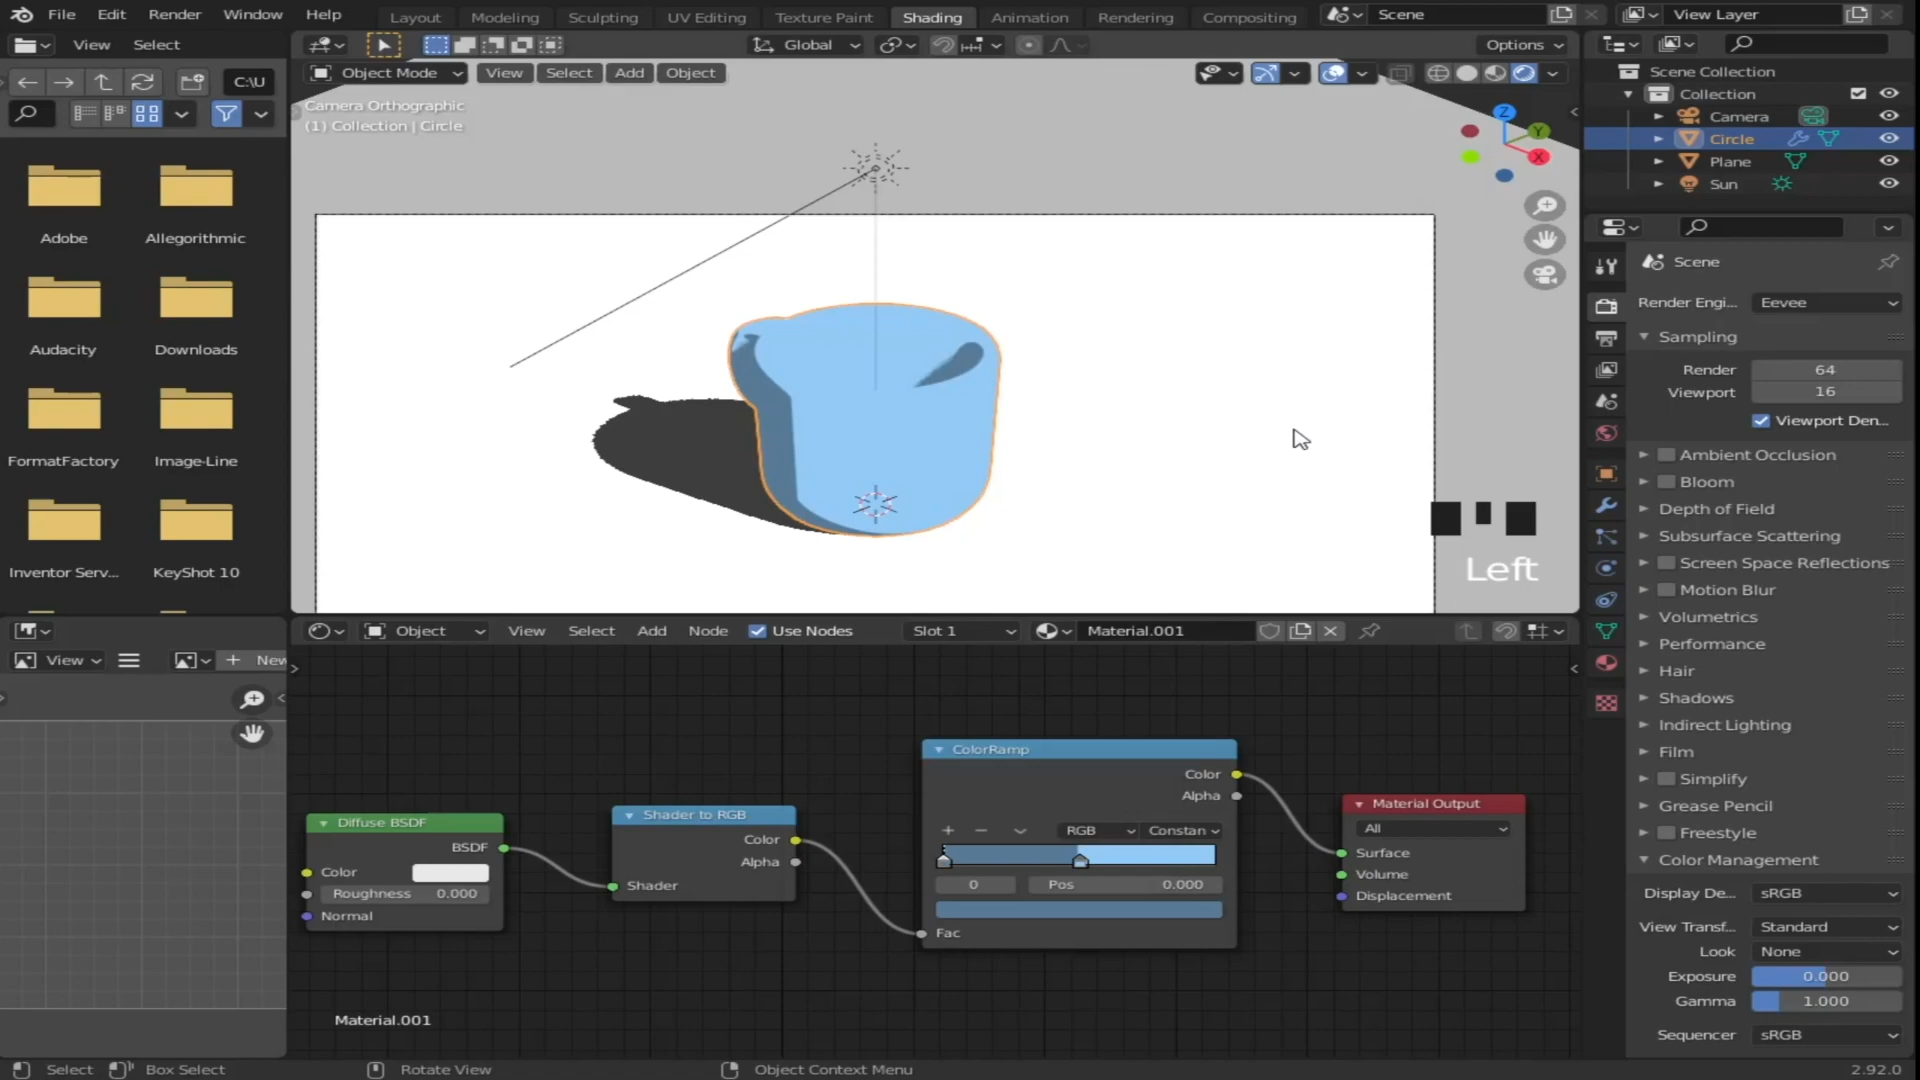 File Edit Render Window Help Layout Modeling Sculpting UV Editing Texture Paint Shading Animation Rendering Compositing Scene View Layer
View Select Global Options
C:\U Object Mode View Select Add Object
Scene Collection
Collection
Camera
Circle
Plane
Sun
Camera Orthographic
(1) Collection | Circle
Z
Y
X
Adobe Allegorithmic
Audacity Downloads
FormatFactory Image-Line
Inventor Serv... KeyShot 10
Left
Scene
Render Engi... Eevee
Sampling
Render 64
Viewport 16
Viewport Den...
Ambient Occlusion
Bloom
Depth of Field
Subsurface Scattering
Screen Space Reflections
Motion Blur
Volumetrics
Performance
Hair
Shadows
Indirect Lighting
Film
Simplify
Grease Pencil
Freestyle
Color Management
Display De... sRGB
View Transf... Standard
Look None
Exposure 0.000
Gamma 1.000
Sequencer sRGB
Object View Select Add Node Use Nodes Slot 1 Material.001
View New
Diffuse BSDF
BSDF
Color
Roughness 0.000
Normal
Shader to RGB
Color
Alpha
Shader
ColorRamp
Color
Alpha
RGB Constan
0 Pos 0.000
Fac
Material Output
All
Surface
Volume
Displacement
Material.001
Select Box Select Rotate View Object Context Menu 2.92.0